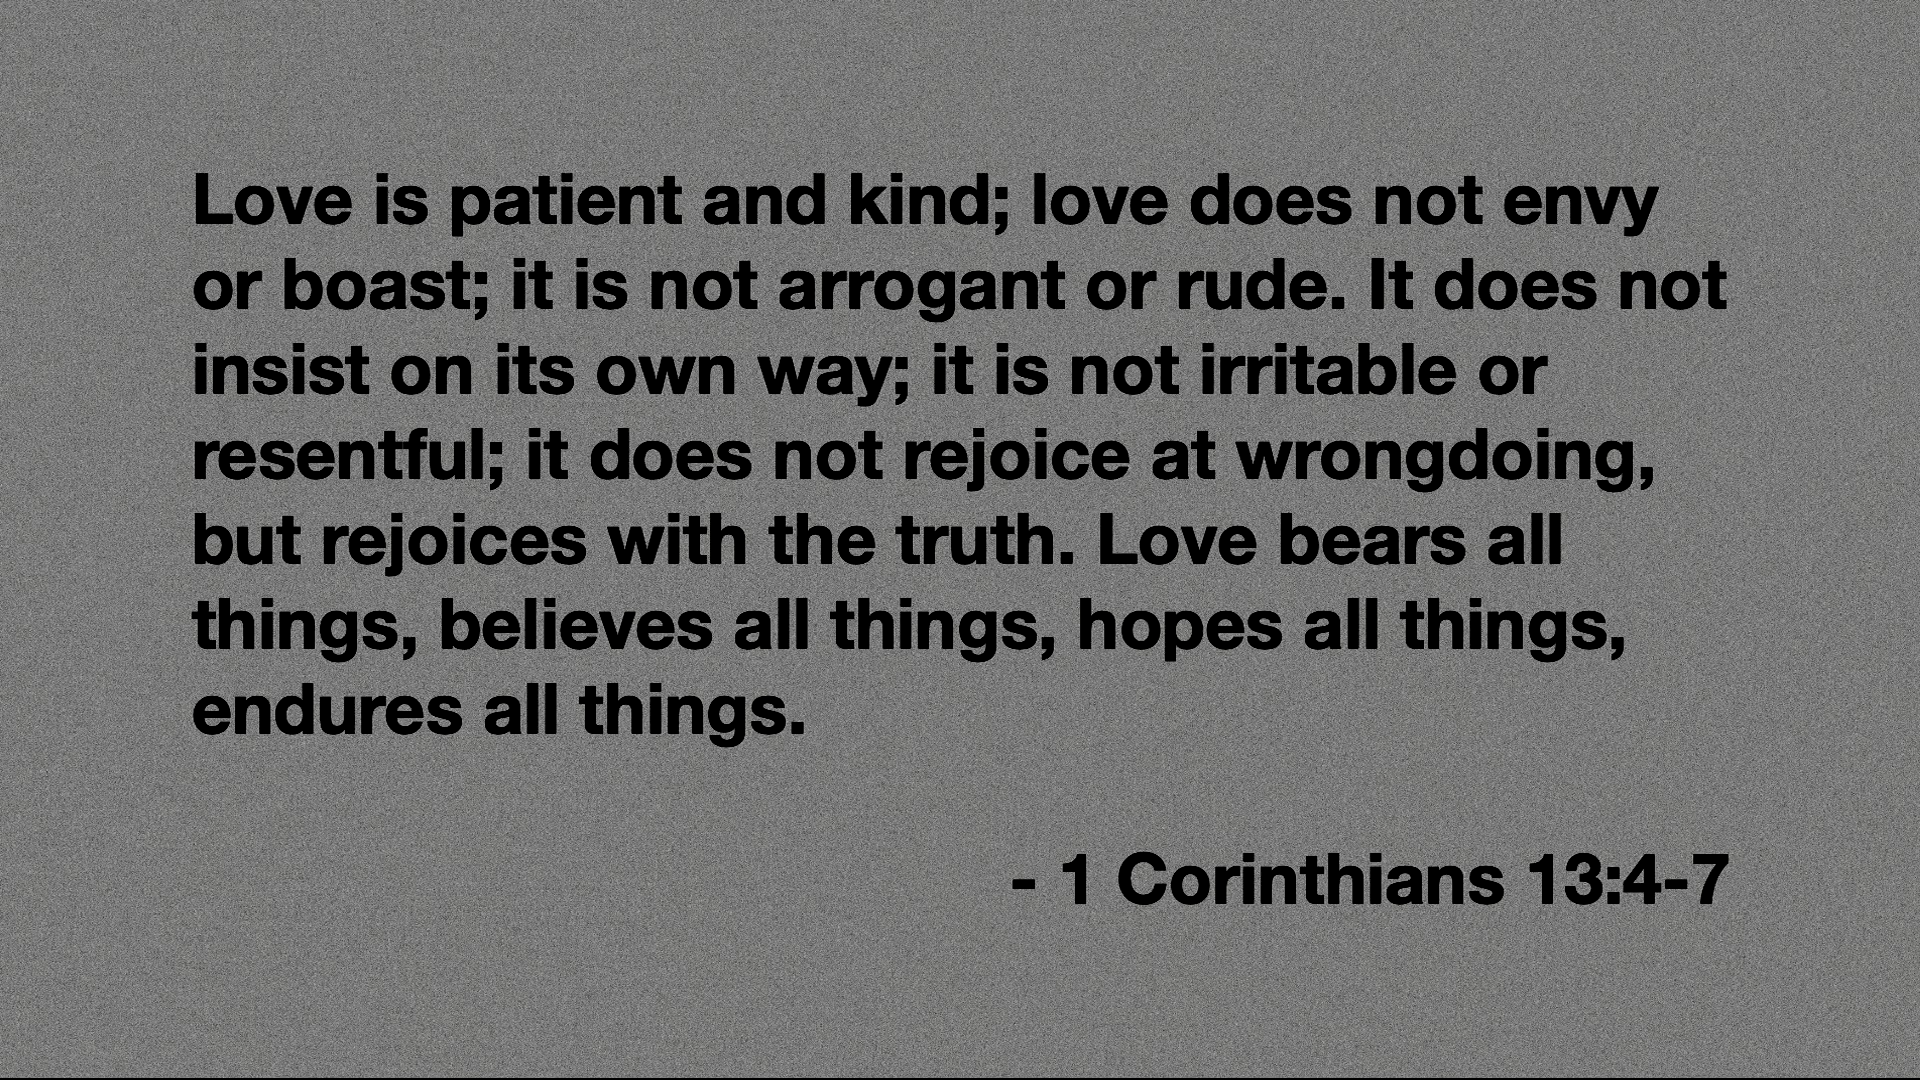 Love is patient and kind; love does not envy
or boast; it is not arrogant or rude. It does not
insist on its own way; it is not irritable or
resentful; it does not rejoice at wrongdoing,
but rejoices with the truth. Love bears all
things, believes all things, hopes all things,
endures all things.
- 1 Corinthians 13:4-7